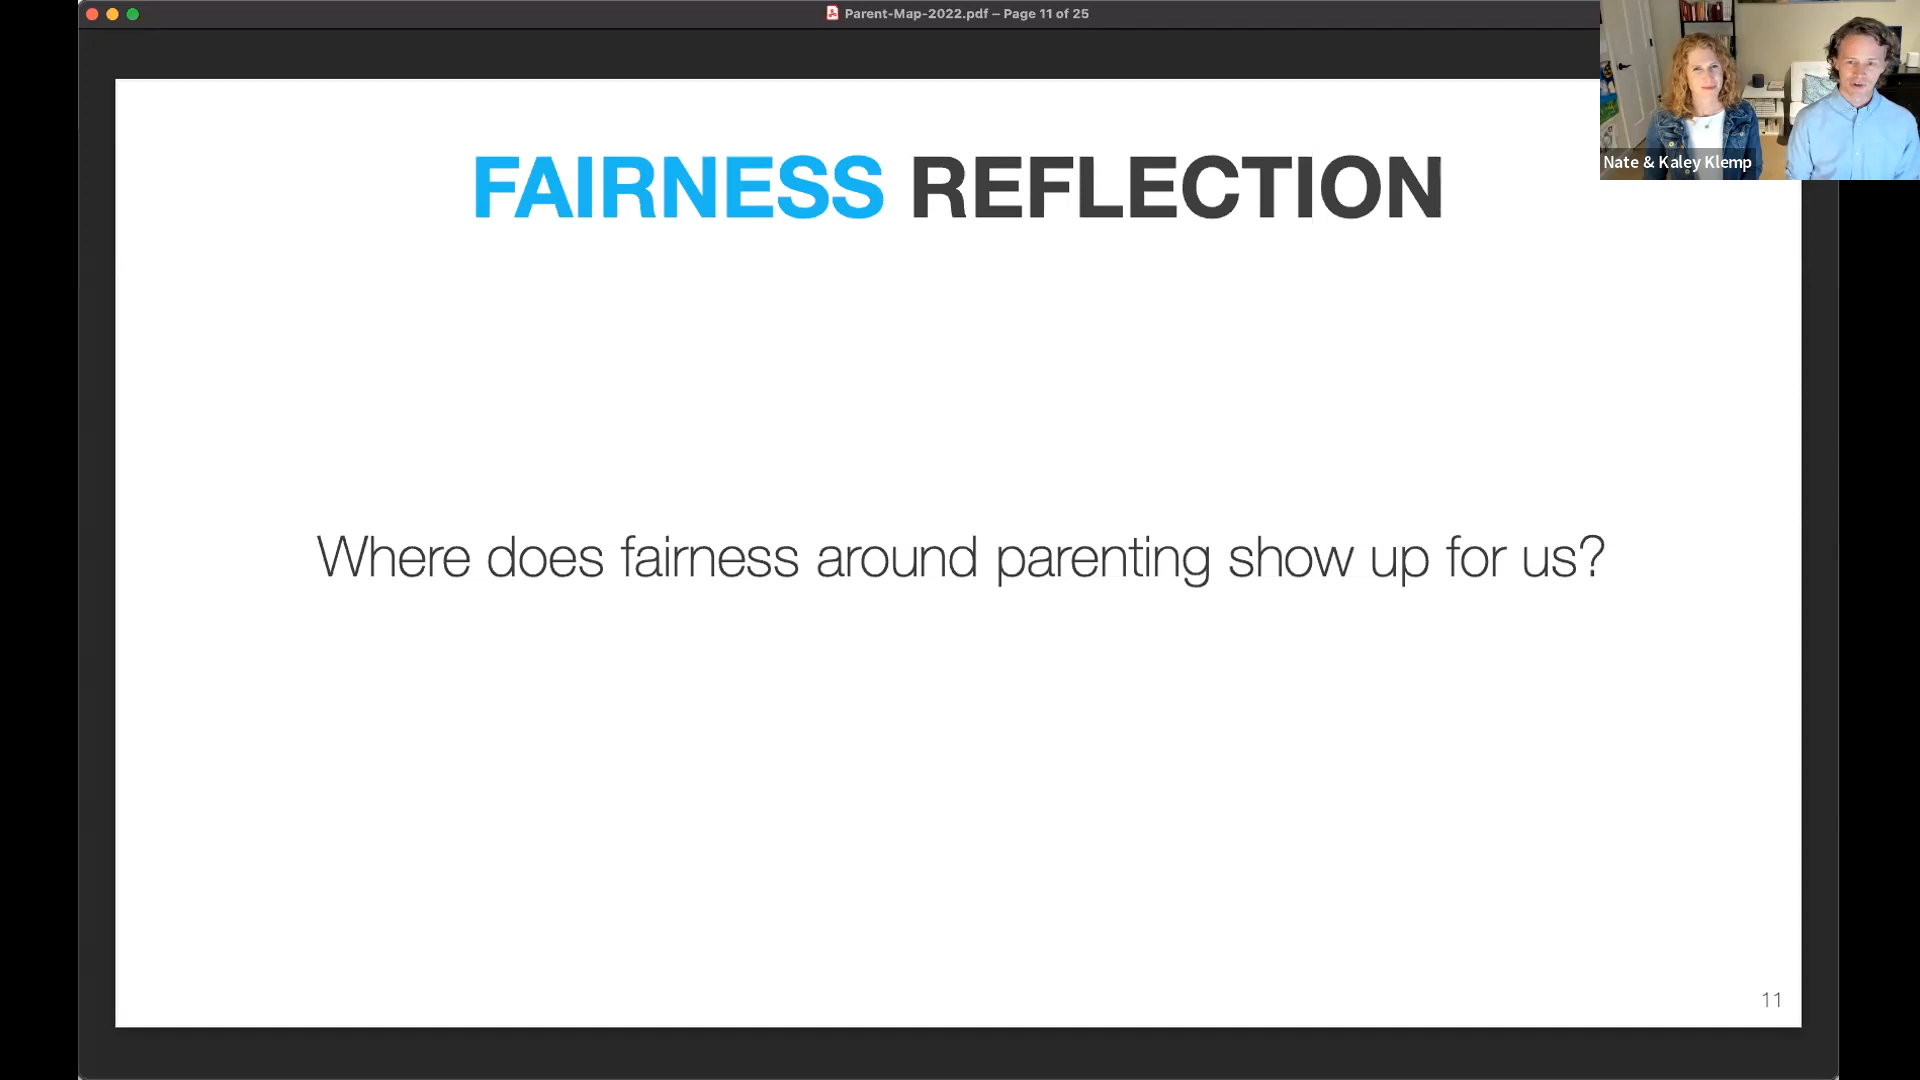 Parent-Map-2022.pdf – Page 11 of 25
Nate & Kaley Klemp
FAIRNESS REFLECTION
Where does fairness around parenting show up for us?
11